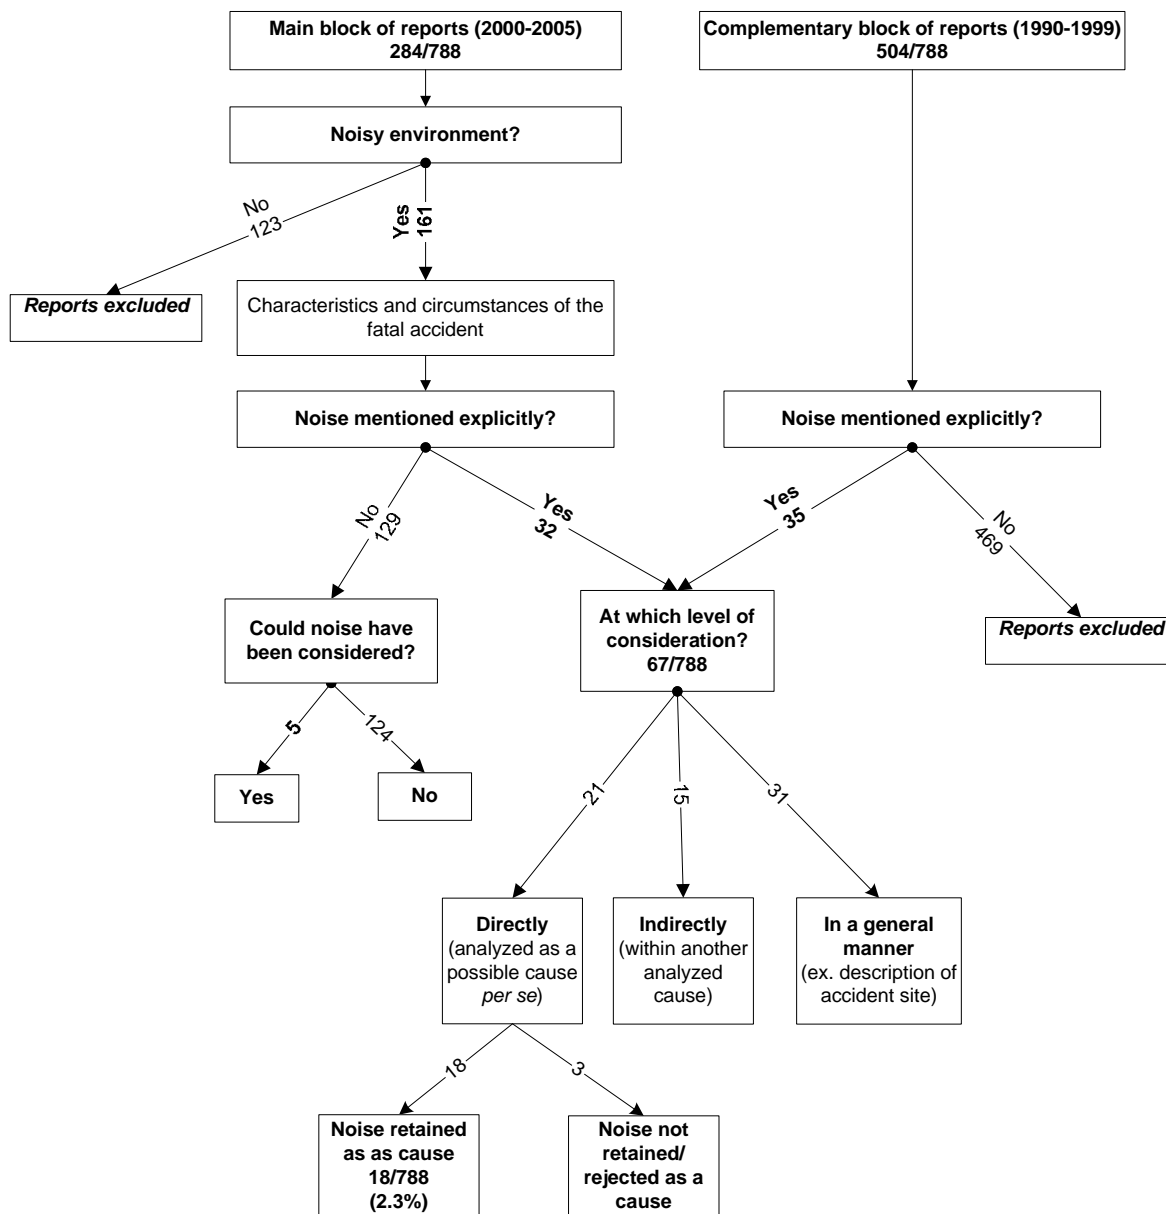 Main block of reports (2000-2005)
284/788
Complementary block of reports (1990-1999)
504/788
Noisy environment?
No
123
Yes
161
Reports excluded
Characteristics and circumstances of the
fatal accident
Noise mentioned explicitly?
Noise mentioned explicitly?
No
129
Yes
32
Yes
35
No
469
Could noise have
been considered?
At which level of
consideration?
67/788
Reports excluded
5
124
Yes
No
21
15
31
Directly
(analyzed as a
possible cause
per se)
Indirectly
(within another
analyzed
cause)
In a general
manner
(ex. description of
accident site)
18
3
Noise retained
as as cause
18/788
(2.3%)
Noise not
retained/
rejected as a
cause